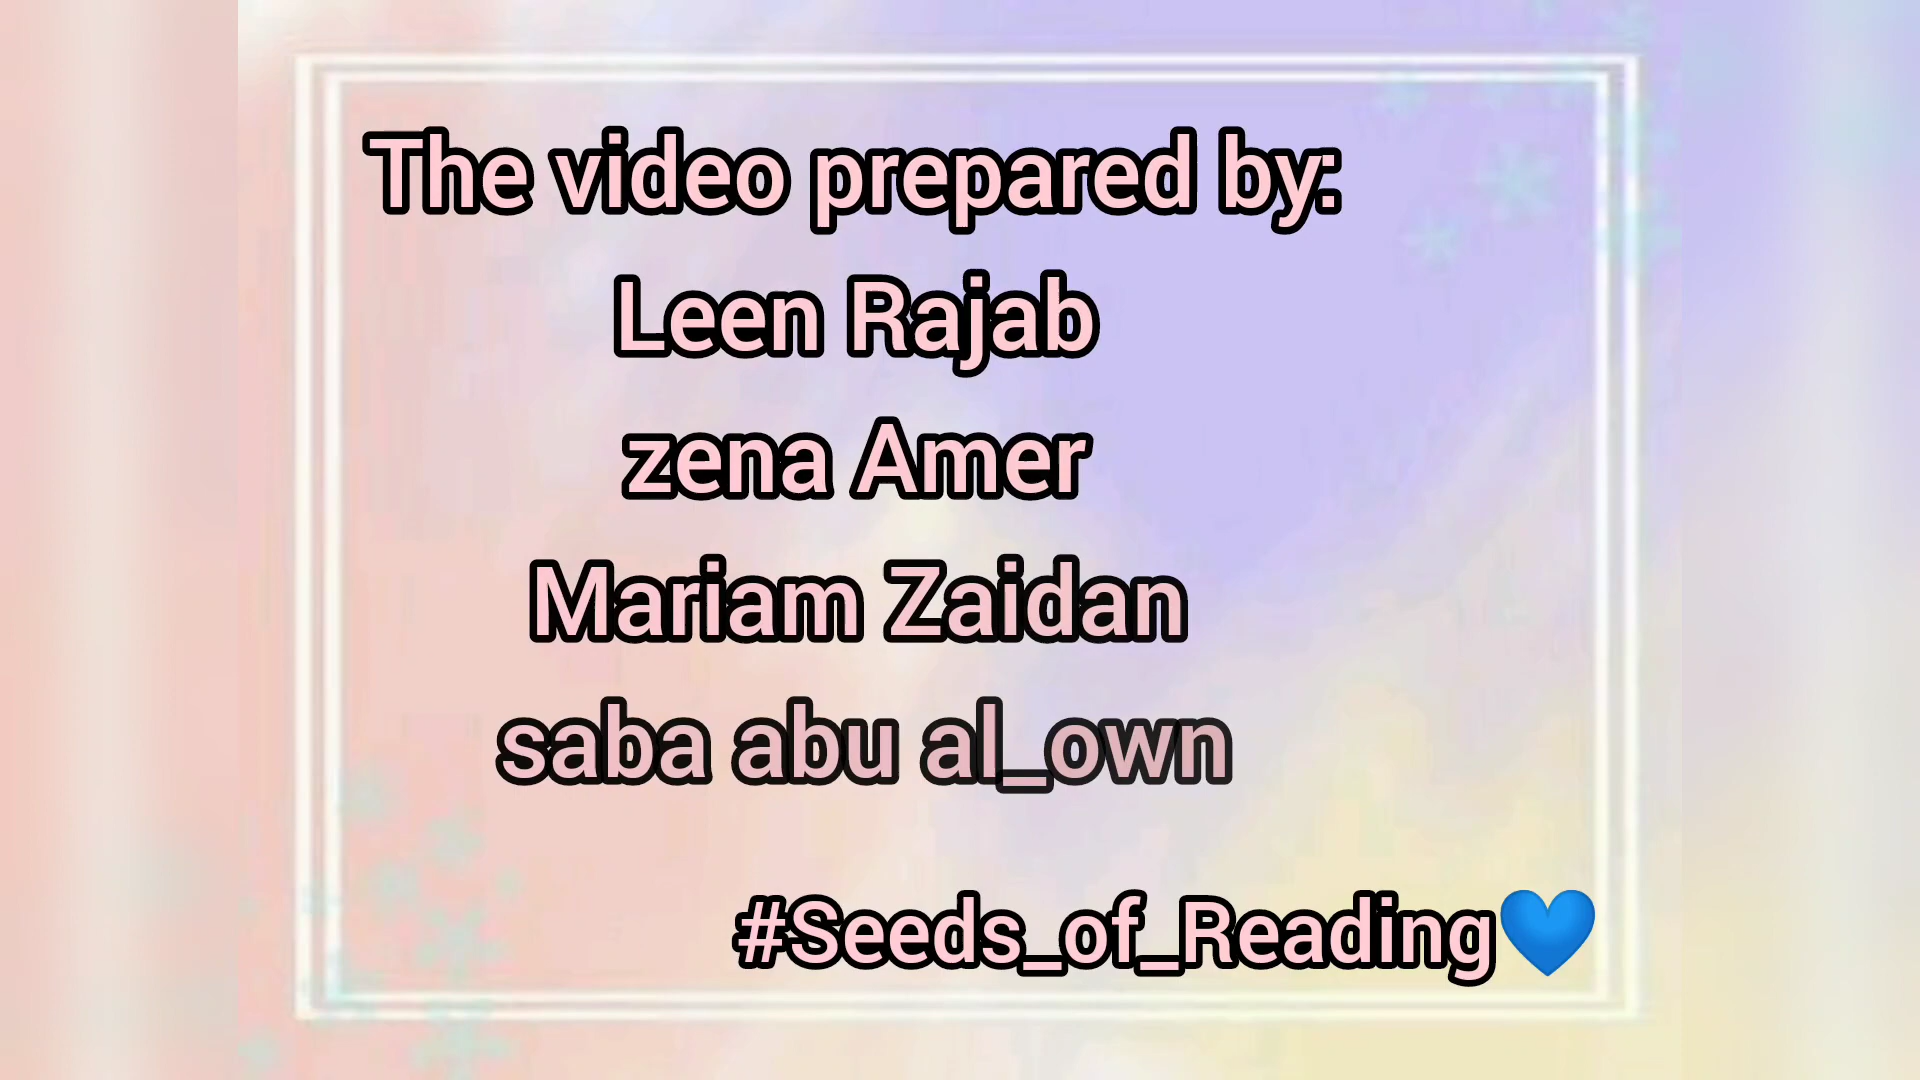 The video prepared by:
Leen Rajab
zena Amer
Mariam Zaidan
saba abu al_own
#Seeds_of_Reading💙